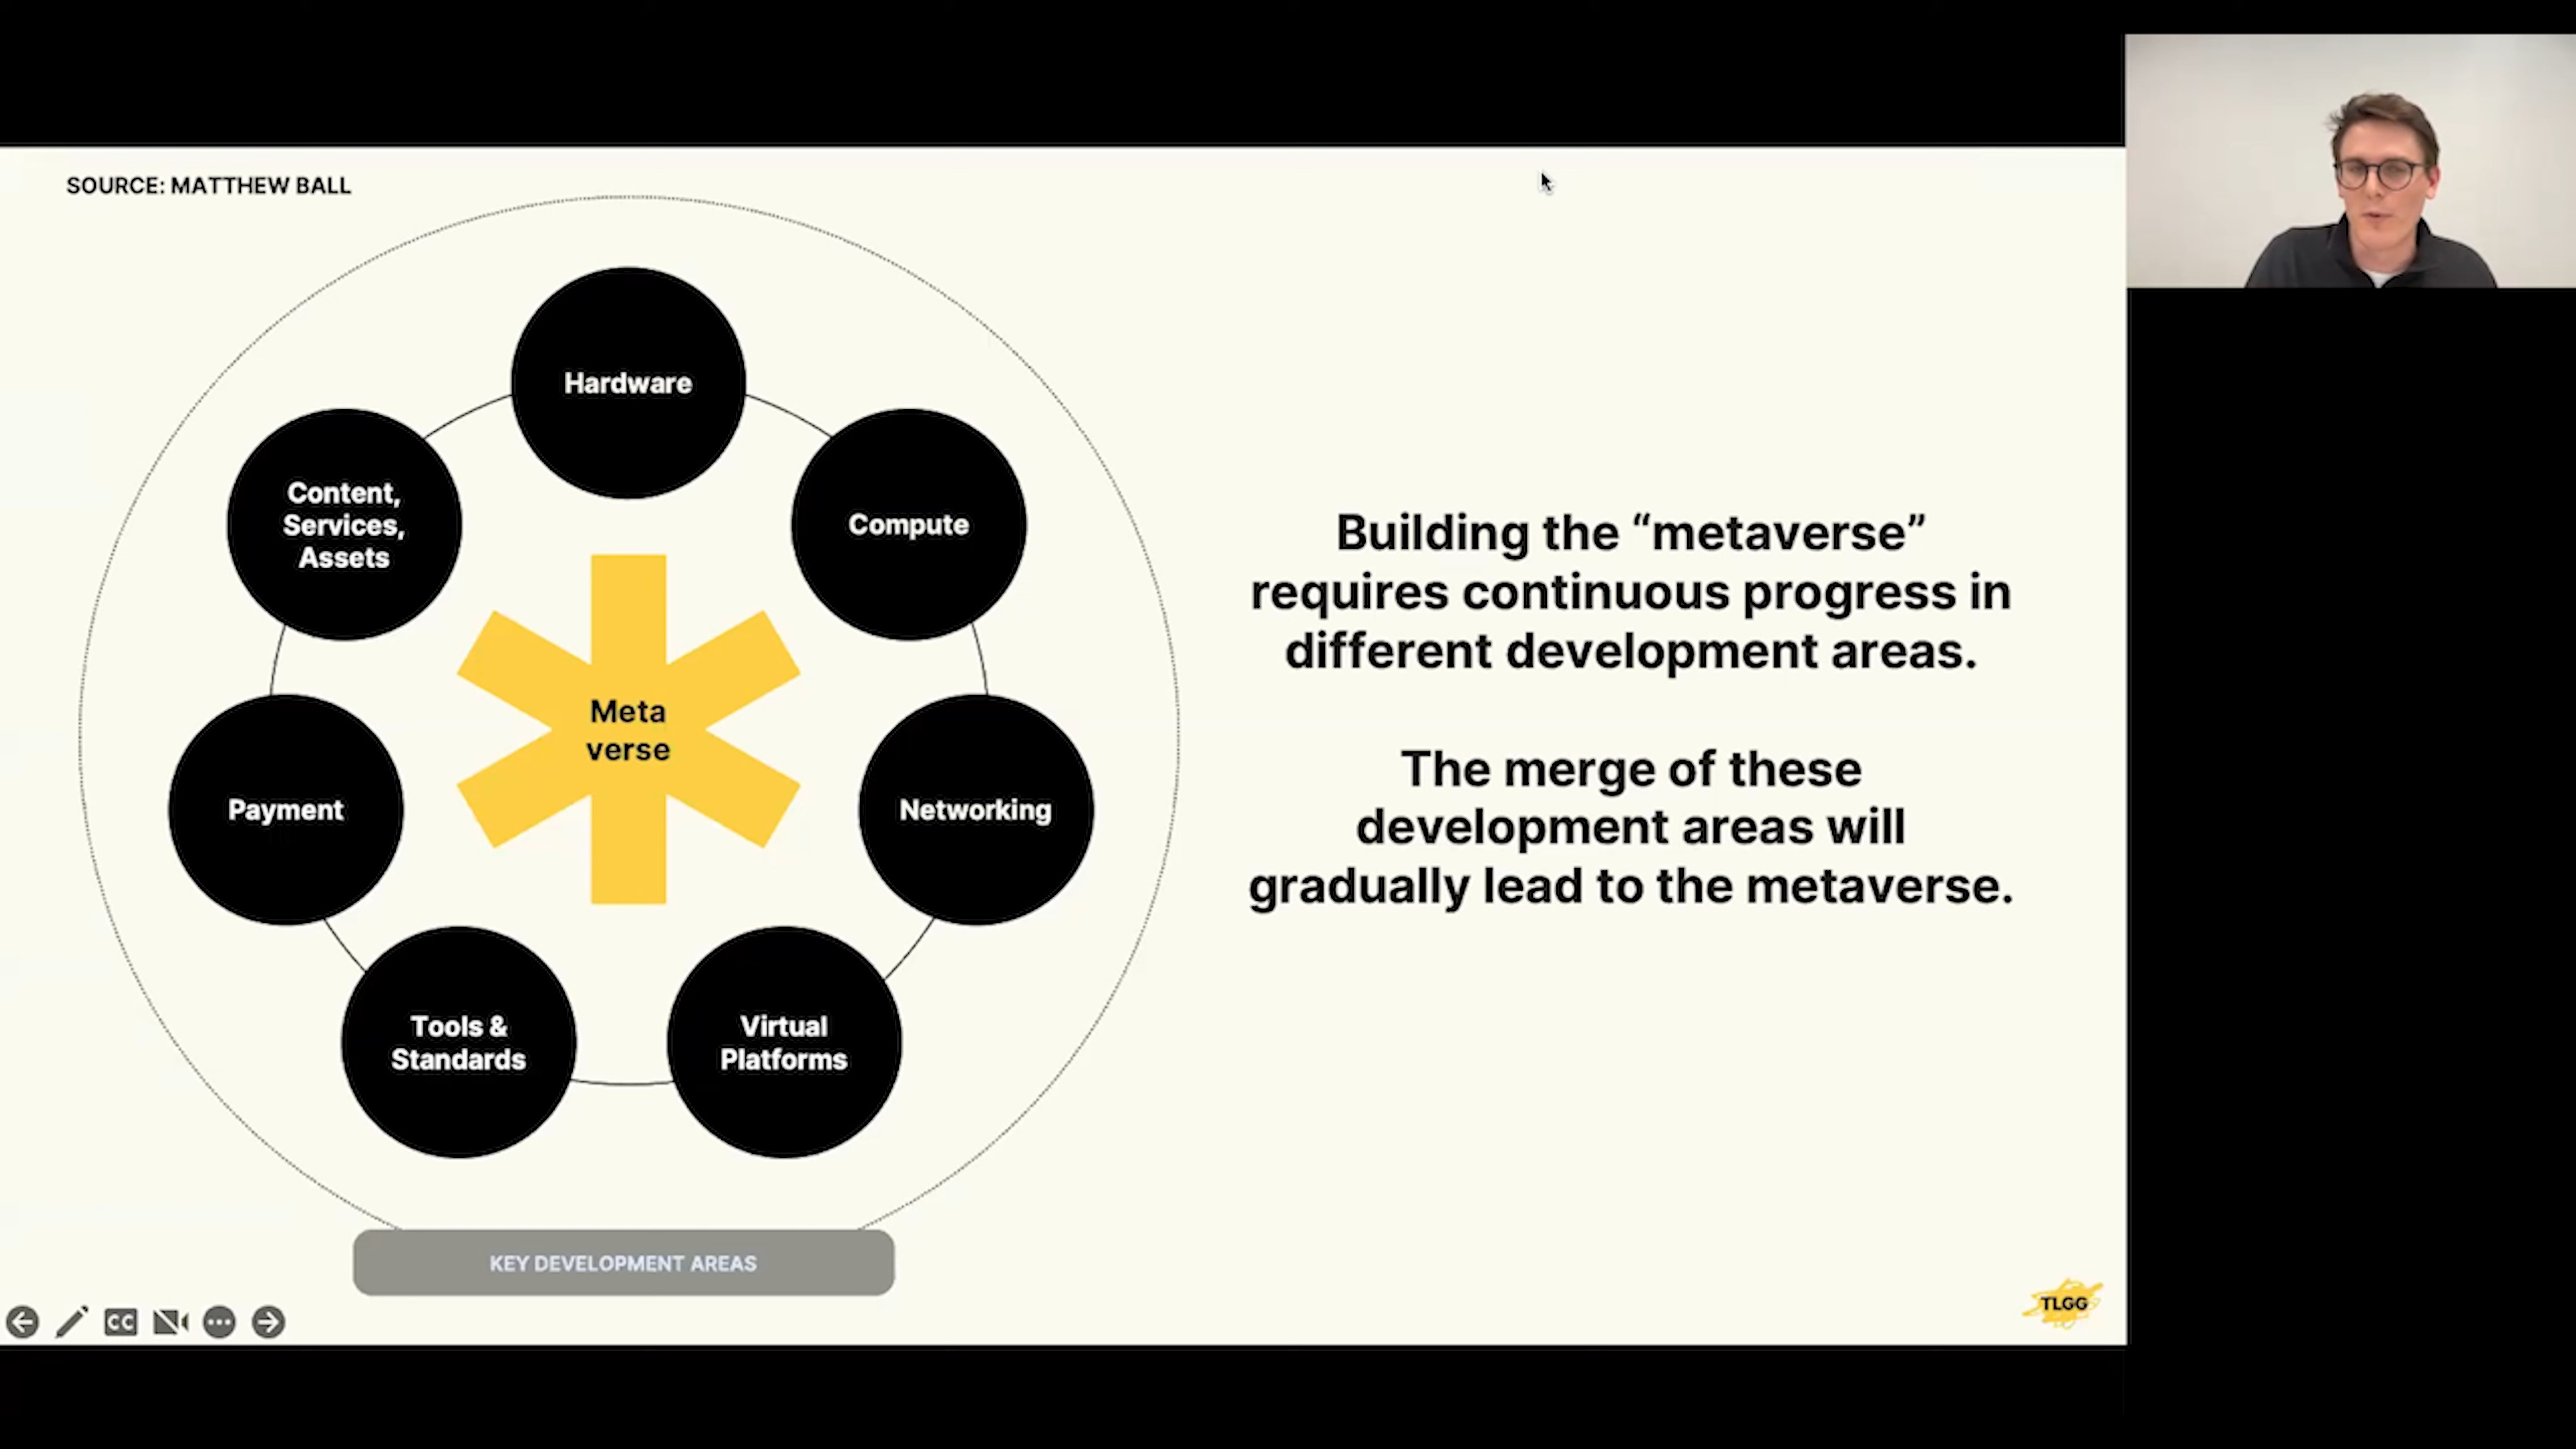 SOURCE: MATTHEW BALL
Hardware
Compute
Networking
Virtual
Platforms
Tools &
Standards
Payment
Content,
Services,
Assets
Meta
verse
KEY DEVELOPMENT AREAS
Building the “metaverse”
requires continuous progress in
different development areas.
The merge of these
development areas will
gradually lead to the metaverse.
CC
TLGG